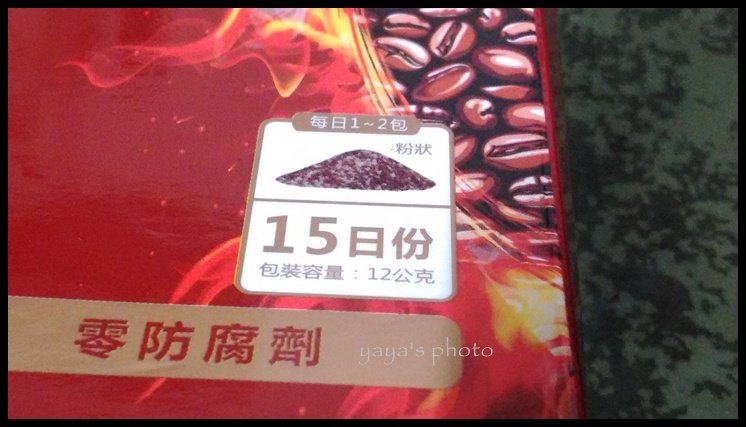 每日1~2包
·粉狀
15日份
包裝容量：12公克
零防腐劑
yaya's photo